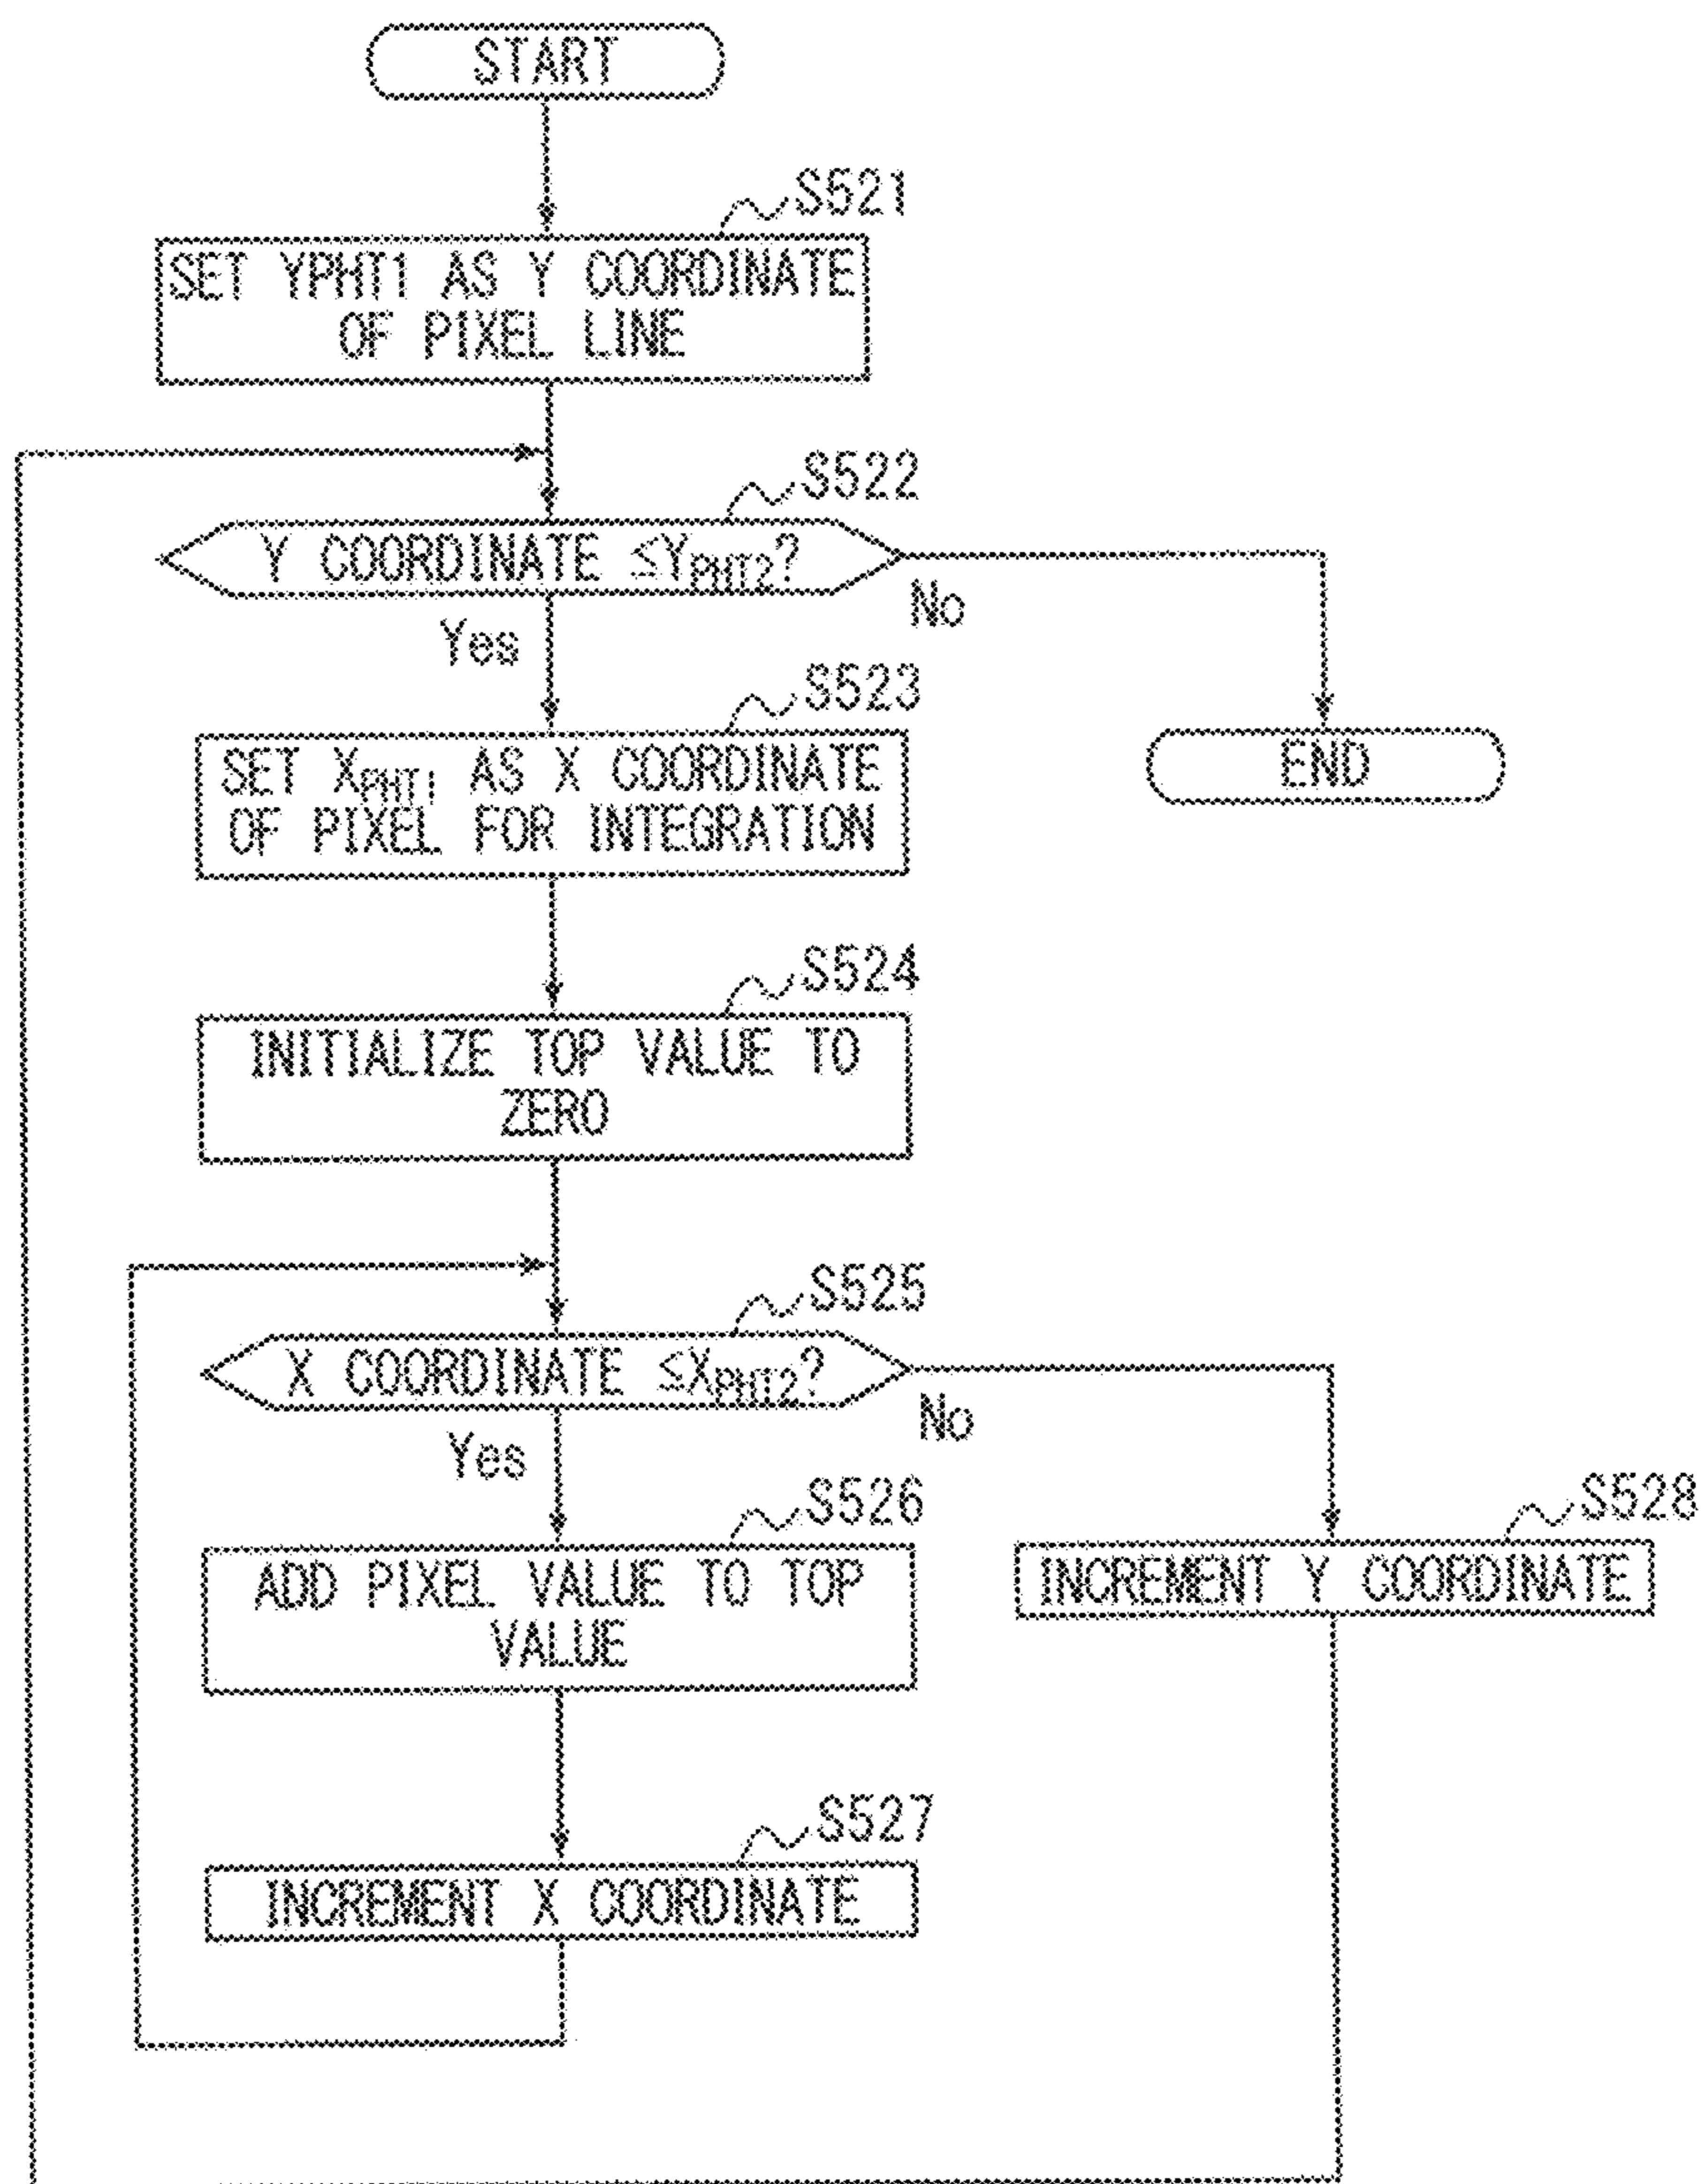 START
S521
SET YPHT1 AS Y COORDINATE
OF PIXEL LINE
S522
Y COORDINATE ≤YPHT2?
No
Yes
S523
SET XPHT1 AS X COORDINATE
OF PIXEL FOR INTEGRATION
END
S524
INITIALIZE TOP VALUE TO
ZERO
S525
X COORDINATE ≤XPHT2?
No
Yes
S526
ADD PIXEL VALUE TO TOP
VALUE
S528
INCREMENT Y COORDINATE
S527
INCREMENT X COORDINATE